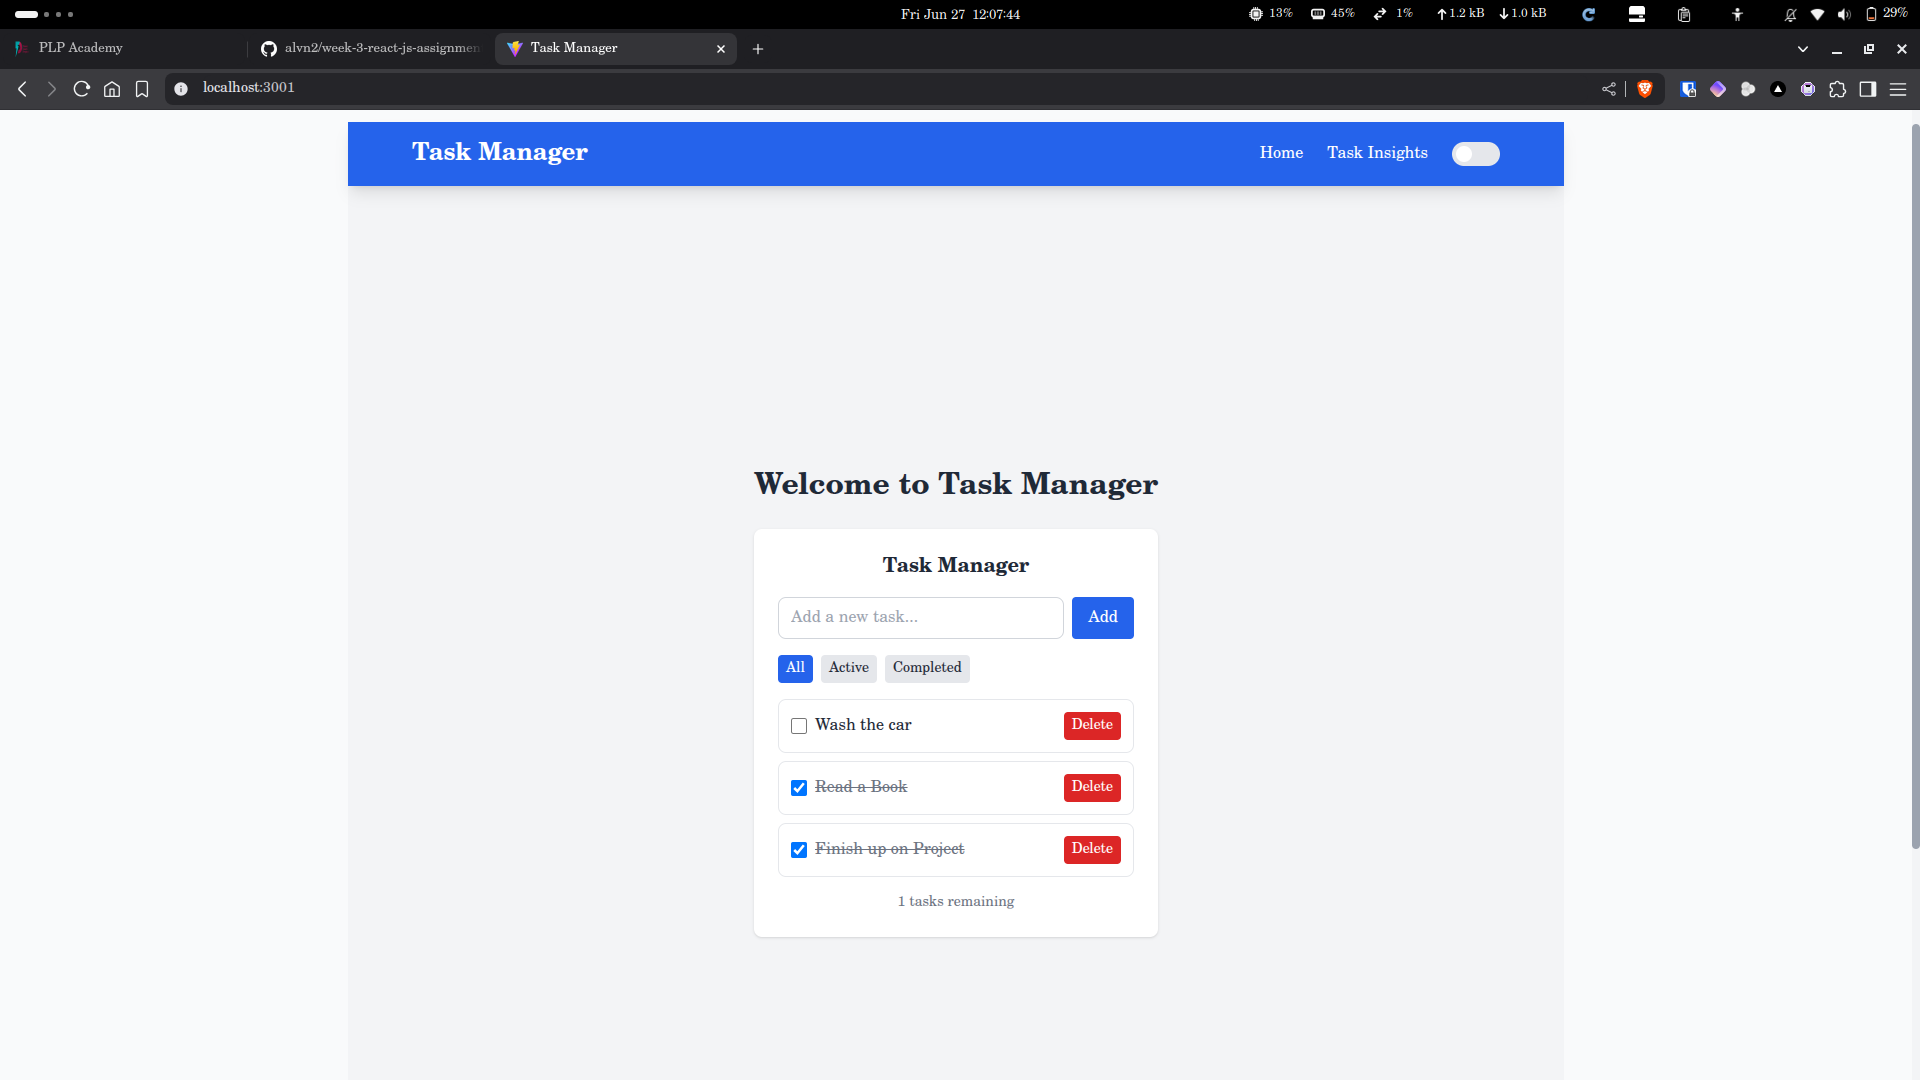 Fri Jun 27 12:07:44
13% 45% 1% 1.2 kB 1.0 kB 29%
PLP Academy
alvn2/week-3-react-js-assignmen
Task Manager
localhost:3001
Task Manager
Home Task Insights
Welcome to Task Manager
Task Manager
Add a new task...
Add
All Active Completed
Wash the car Delete
Read a Book Delete
Finish up on Project Delete
1 tasks remaining